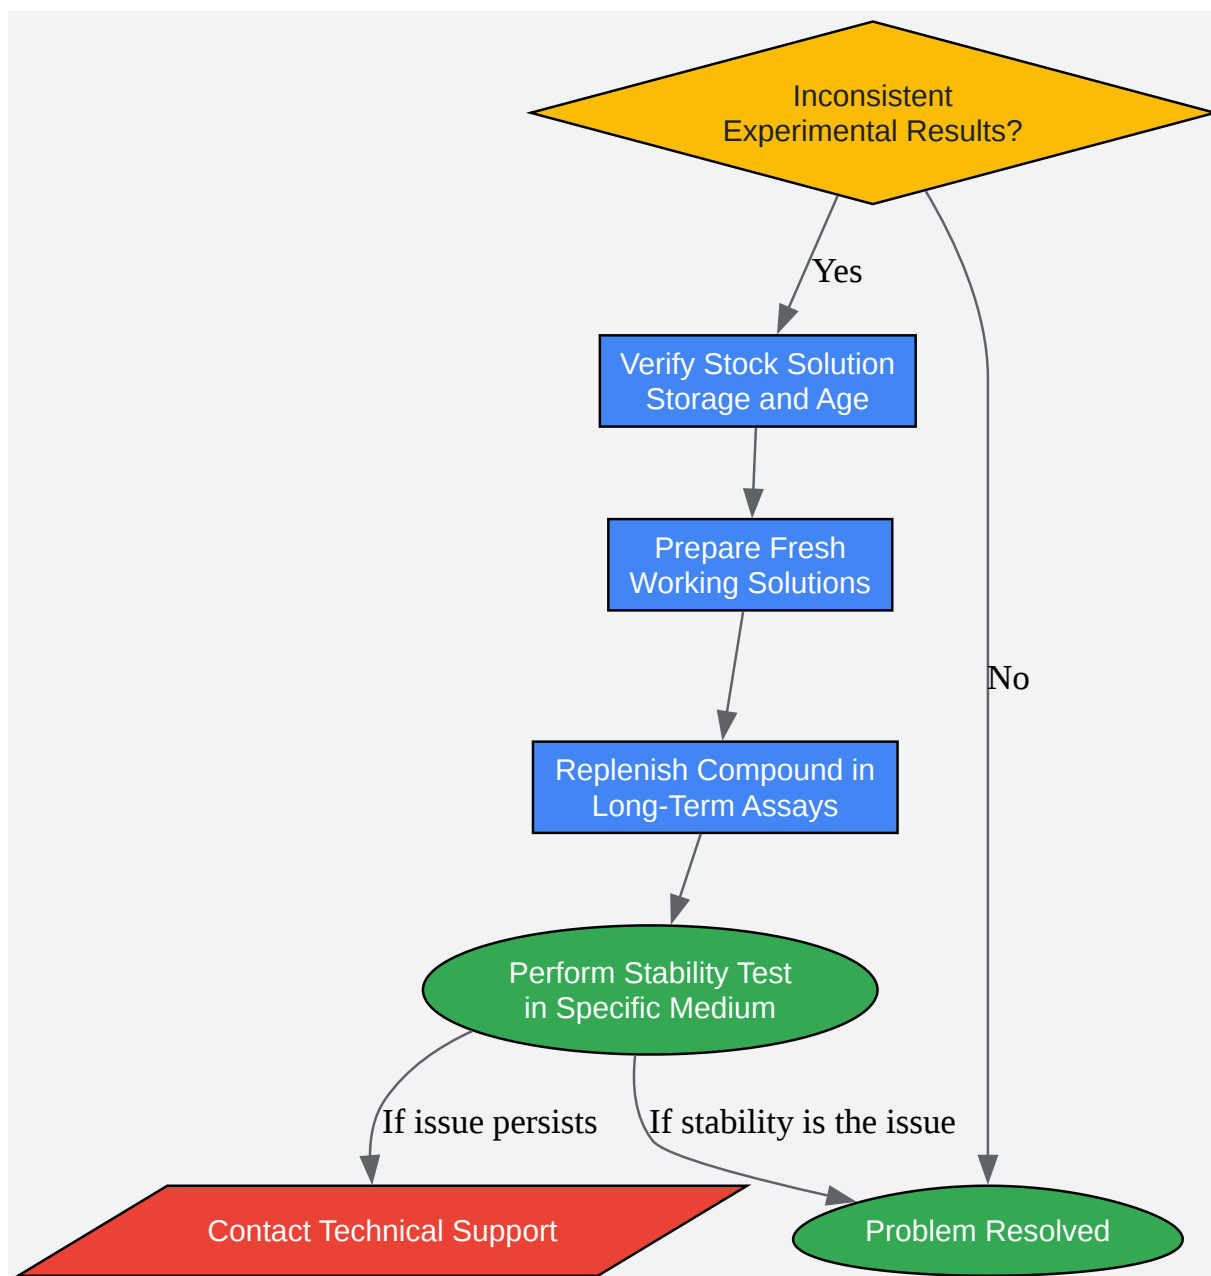 Inconsistent
Experimental Results?
Yes
Verify Stock Solution
Storage and Age
Prepare Fresh
Working Solutions
No
Replenish Compound in
Long-Term Assays
Perform Stability Test
in Specific Medium
If issue persists
If stability is the issue
Contact Technical Support
Problem Resolved